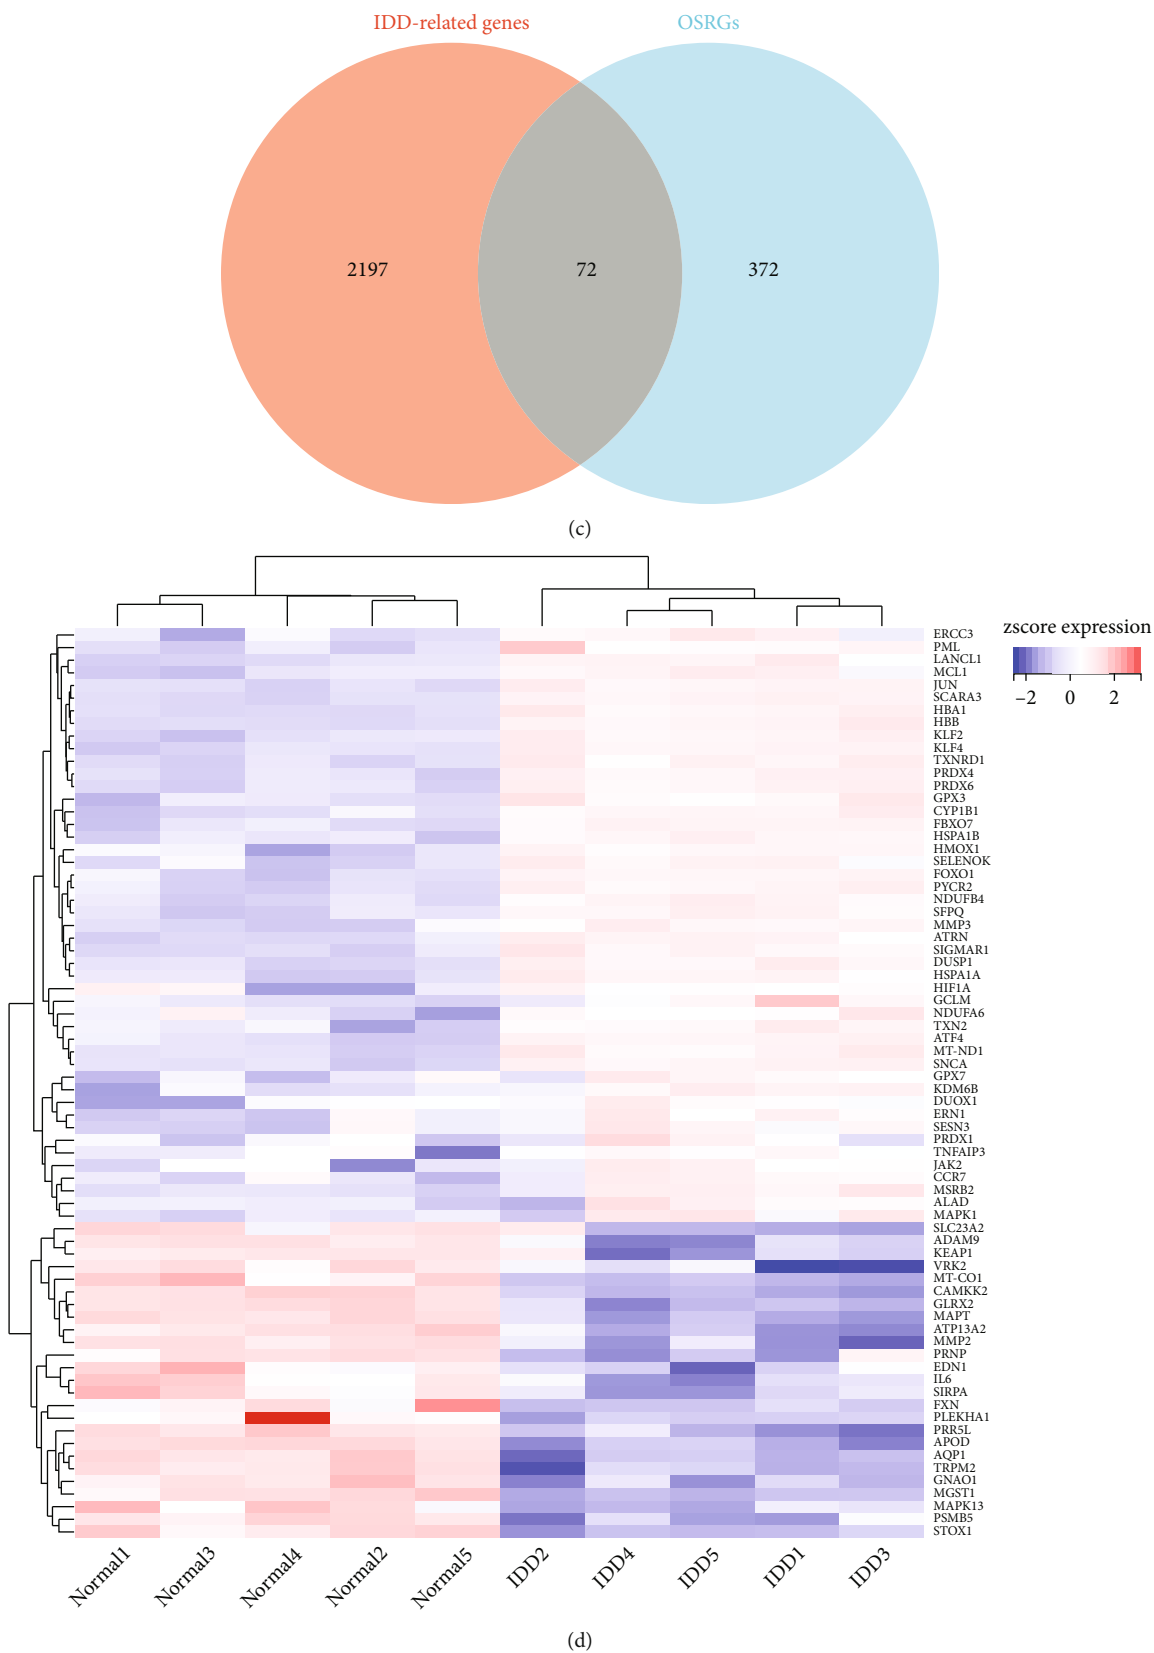 IDD-related genes
OSRGs
2197
72
372
(c)
zscore expression
−2 0 2
ERCC3
PML
LANCL1
MCL1
JUN
SCARA3
HBA1
HBB
KLF2
KLF4
TXNRD1
PRDX4
PRDX6
GPX3
CYP1B1
FBXO7
HSPA1B
HMOX1
SELENOK
FOXO1
PYCR2
NDUFB4
SFPQ
MMP3
ATRN
SIGMAR1
DUSP1
HSPA1A
HIF1A
GCLM
NDUFA6
TXN2
ATF4
MT-ND1
SNCA
GPX7
KDM6B
DUOX1
ERN1
SESN3
PRDX1
TNFAIP3
JAK2
CCR7
MSRB2
ALAD
MAPK1
SLC23A2
ADAM9
KEAP1
VRK2
MT-CO1
CAMKK2
GLRX2
MAPT
ATP13A2
MMP2
PRNP
EDN1
IL6
SIRPA
FXN
PLEKHA1
PRR5L
APOD
AQP1
TRPM2
GNAO1
MGST1
MAPK13
PSMB5
STOX1
Normal1
Normal3
Normal4
Normal2
Normal5
IDD2
IDD4
IDD5
IDD1
IDD3
(d)